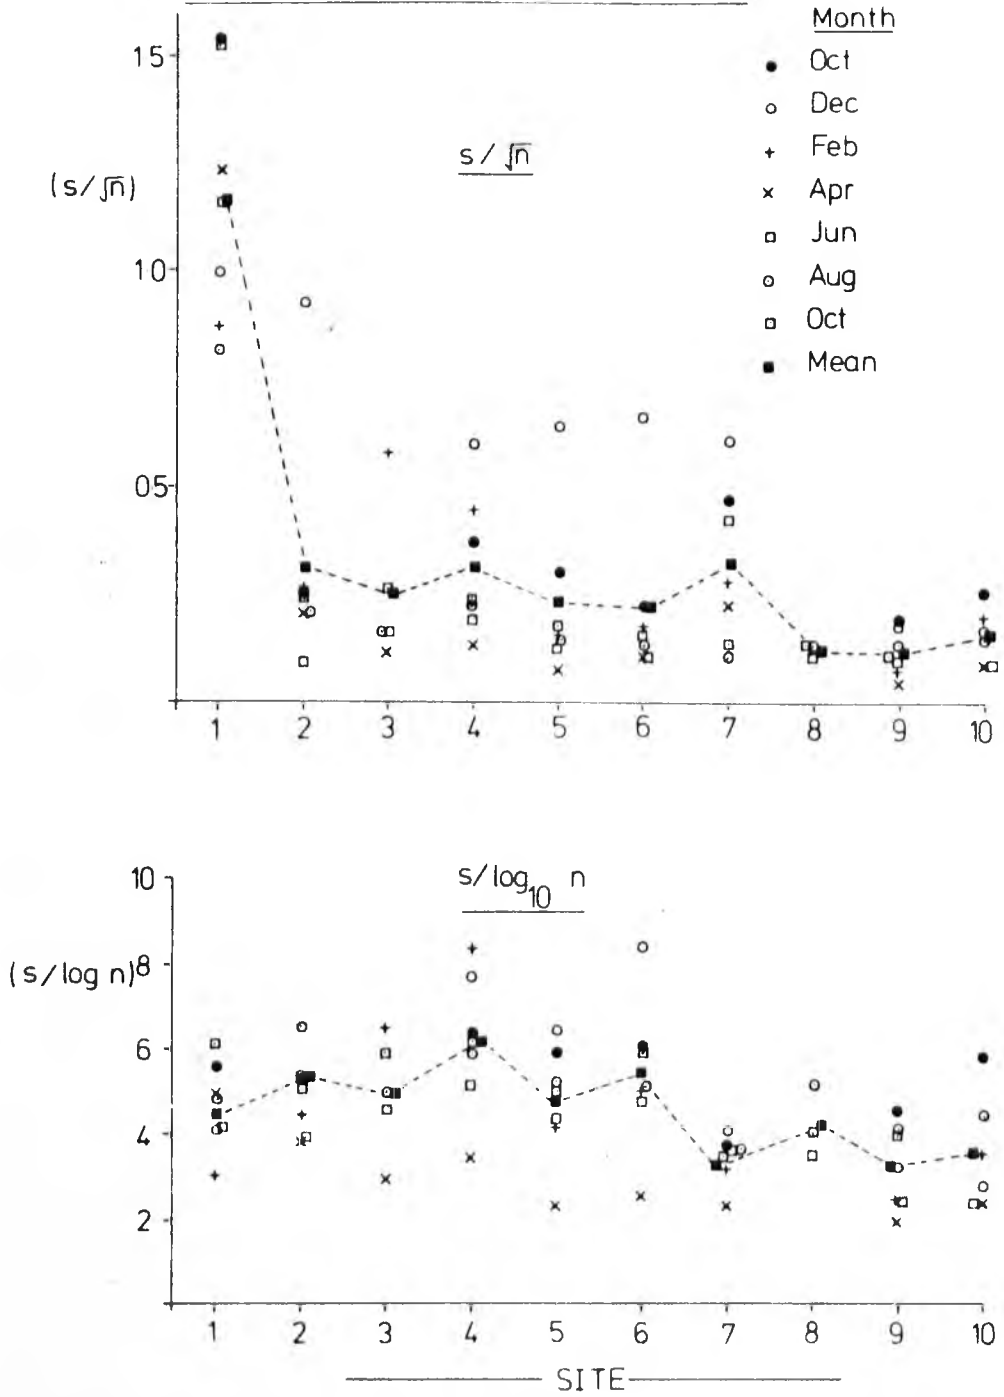 Month
Oct
Dec
Feb
Apr
Jun
Aug
Oct
Mean
s/√n
(s/√n)
15
10
05
1 2 3 4 5 6 7 8 9 10
s/log10 n
(s/log n)
10
8
6
4
2
1 2 3 4 5 6 7 8 9 10
SITE